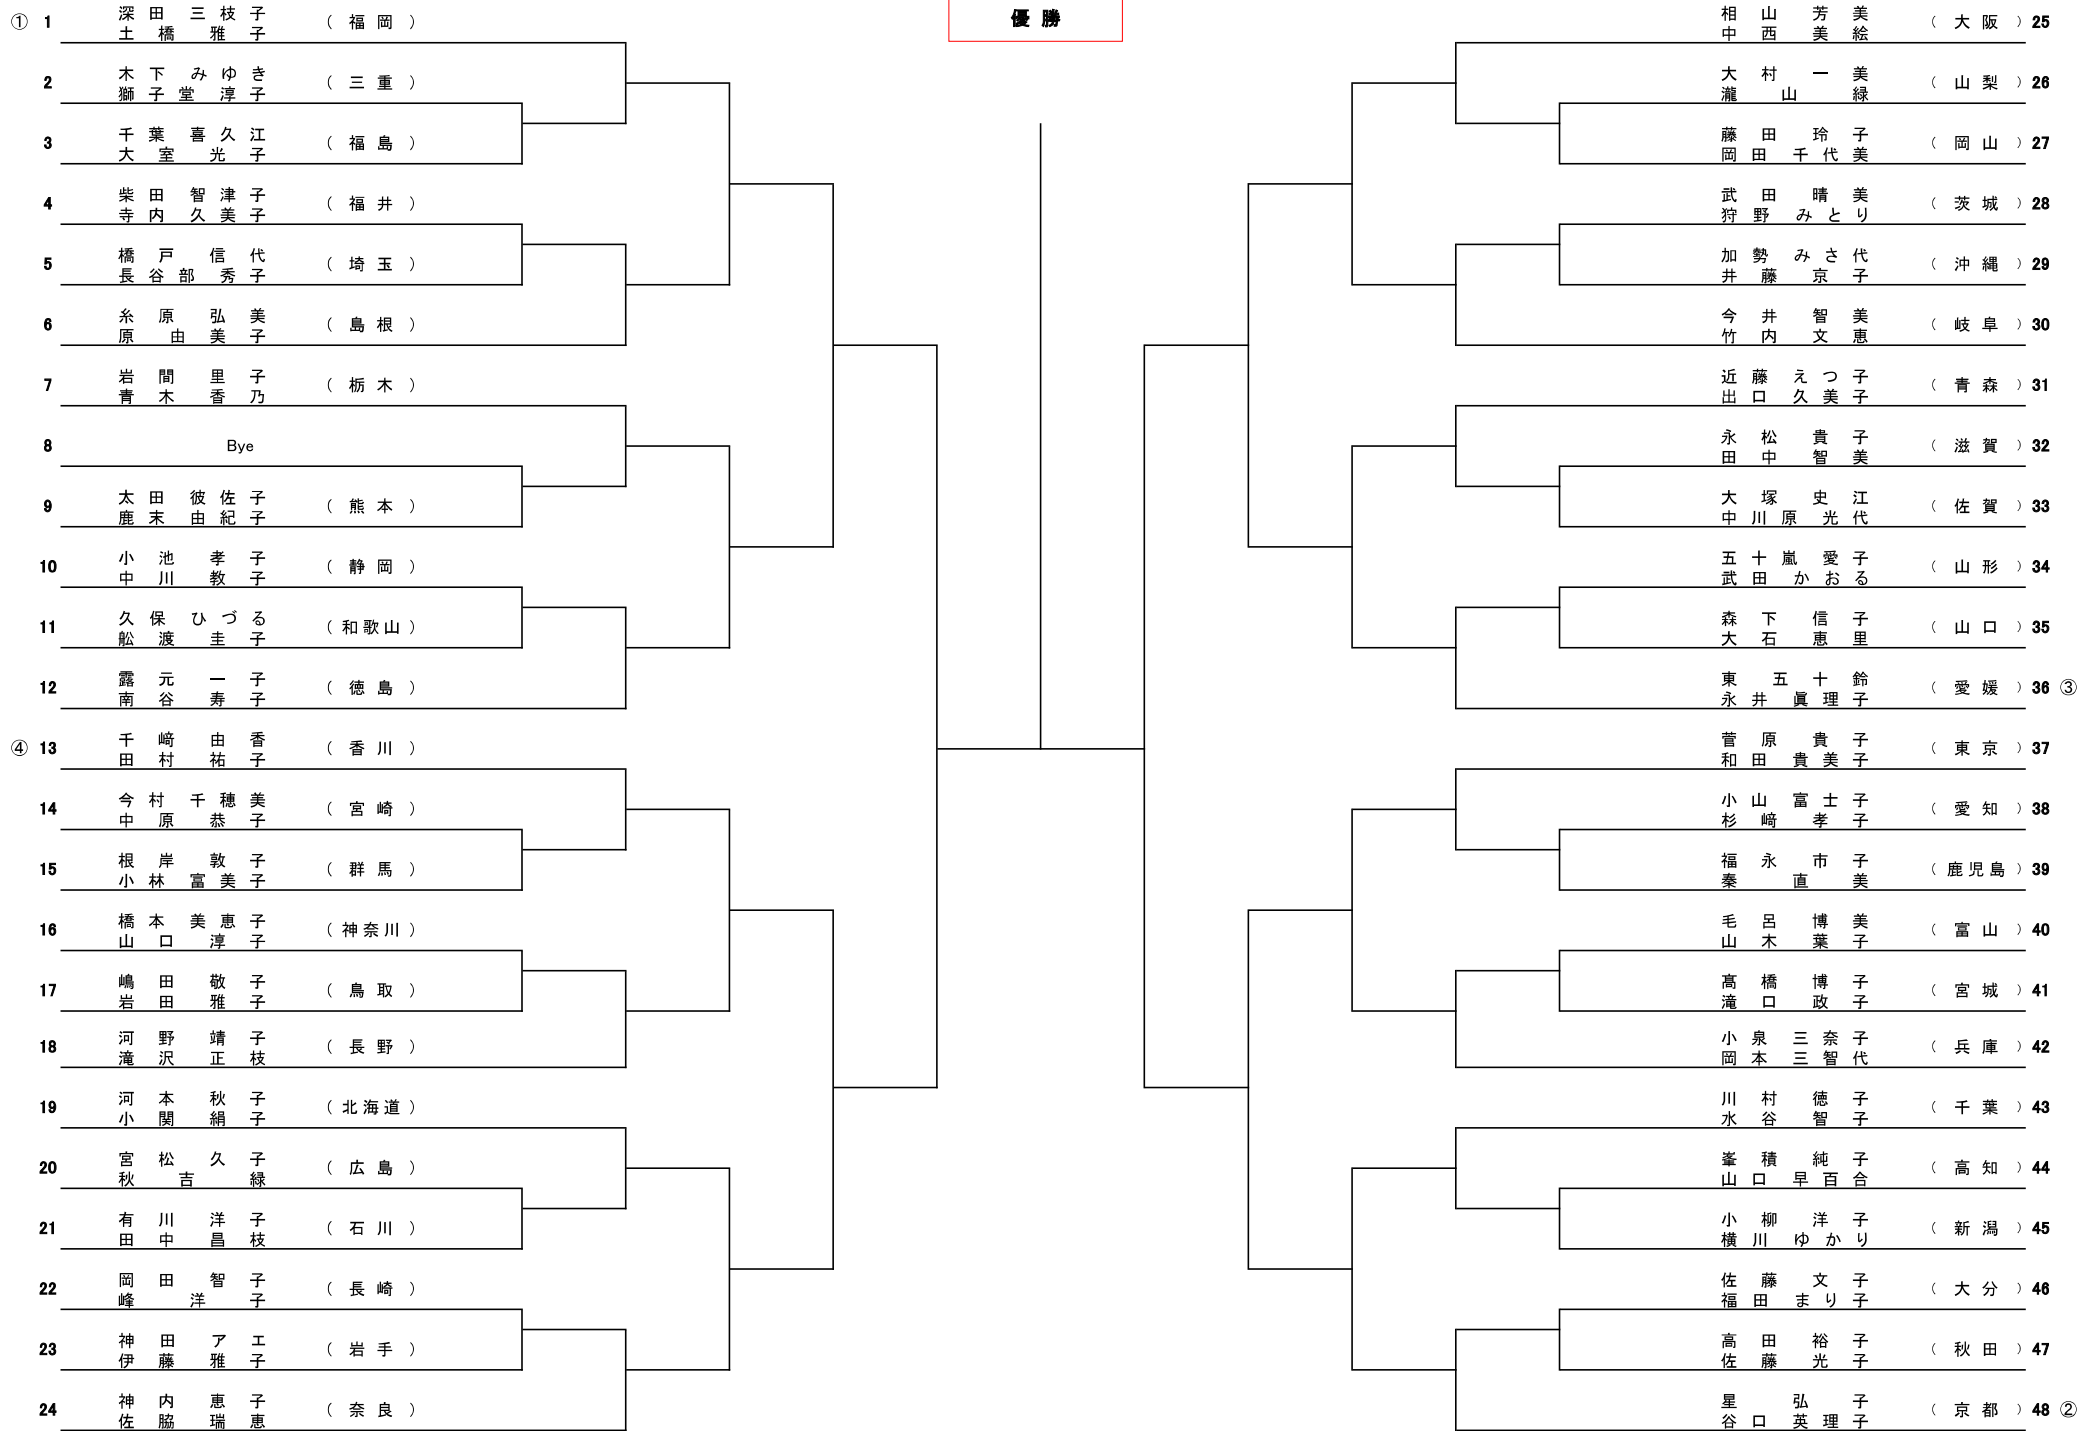 優勝
① 1 深田 三枝子 (福岡)
土橋 雅子
2 木下 みゆき (三重)
獅子堂 淳子
3 千葉 喜久江 (福島)
大室 光子
4 柴田 智津子 (福井)
寺内 久美子
5 橋戸 信代 (埼玉)
長谷部 秀子
6 糸原 弘美 (島根)
原 由美子
7 岩間 里子 (栃木)
青木 香乃
8 Bye
9 太田 彼佐子 (熊本)
鹿末 由紀子
10 小池 孝子 (静岡)
中川 教子
11 久保 ひづる (和歌山)
舩渡 圭子
12 露元 一子 (徳島)
南谷 寿子
④ 13 千﨑 由香 (香川)
田村 祐子
14 今村 千穂美 (宮崎)
中原 恭子
15 根岸 敦子 (群馬)
小林 富美子
16 橋本 美恵子 (神奈川)
山口 淳子
17 嶋田 敬子 (鳥取)
岩田 雅子
18 河野 靖子 (長野)
滝沢 正枝
19 河本 秋子 (北海道)
小関 絹子
20 宮松 久子 (広島)
秋吉 緑
21 有川 洋子 (石川)
田中 昌枝
22 岡田 智子 (長崎)
峰 洋子
23 神田 アエ (岩手)
伊藤 雅子
24 神内 恵子 (奈良)
佐脇 瑞恵
相山 芳美 (大阪) 25
中西 美絵
大村 一美 (山梨) 26
瀧山 緑
藤田 玲子 (岡山) 27
岡田 千代美
武田 晴美 (茨城) 28
狩野 みとり
加勢 みさ代 (沖縄) 29
井藤 京子
今井 智美 (岐阜) 30
竹内 文恵
近藤 えつ子 (青森) 31
出口 久美子
永松 貴子 (滋賀) 32
田中 智美
大塚 史江 (佐賀) 33
中川原 光代
五十嵐 愛子 (山形) 34
武田 かおる
森下 信子 (山口) 35
大石 恵里
東 五十鈴 (愛媛) 36 ③
永井 眞理子
菅原 貴子 (東京) 37
和田 貴美子
小山 富士子 (愛知) 38
杉﨑 孝子
福永 市子 (鹿児島) 39
秦 直美
毛呂 博美 (富山) 40
山木 葉子
髙橋 博子 (宮城) 41
滝口 政子
小泉 三奈子 (兵庫) 42
岡本 三智代
川村 徳子 (千葉) 43
水谷 智子
峯積 純子 (高知) 44
山口 早百合
小柳 洋子 (新潟) 45
横川 ゆかり
佐藤 文子 (大分) 46
福田 まり子
高田 裕子 (秋田) 47
佐藤 光子
星 弘子 (京都) 48 ②
谷口 英理子